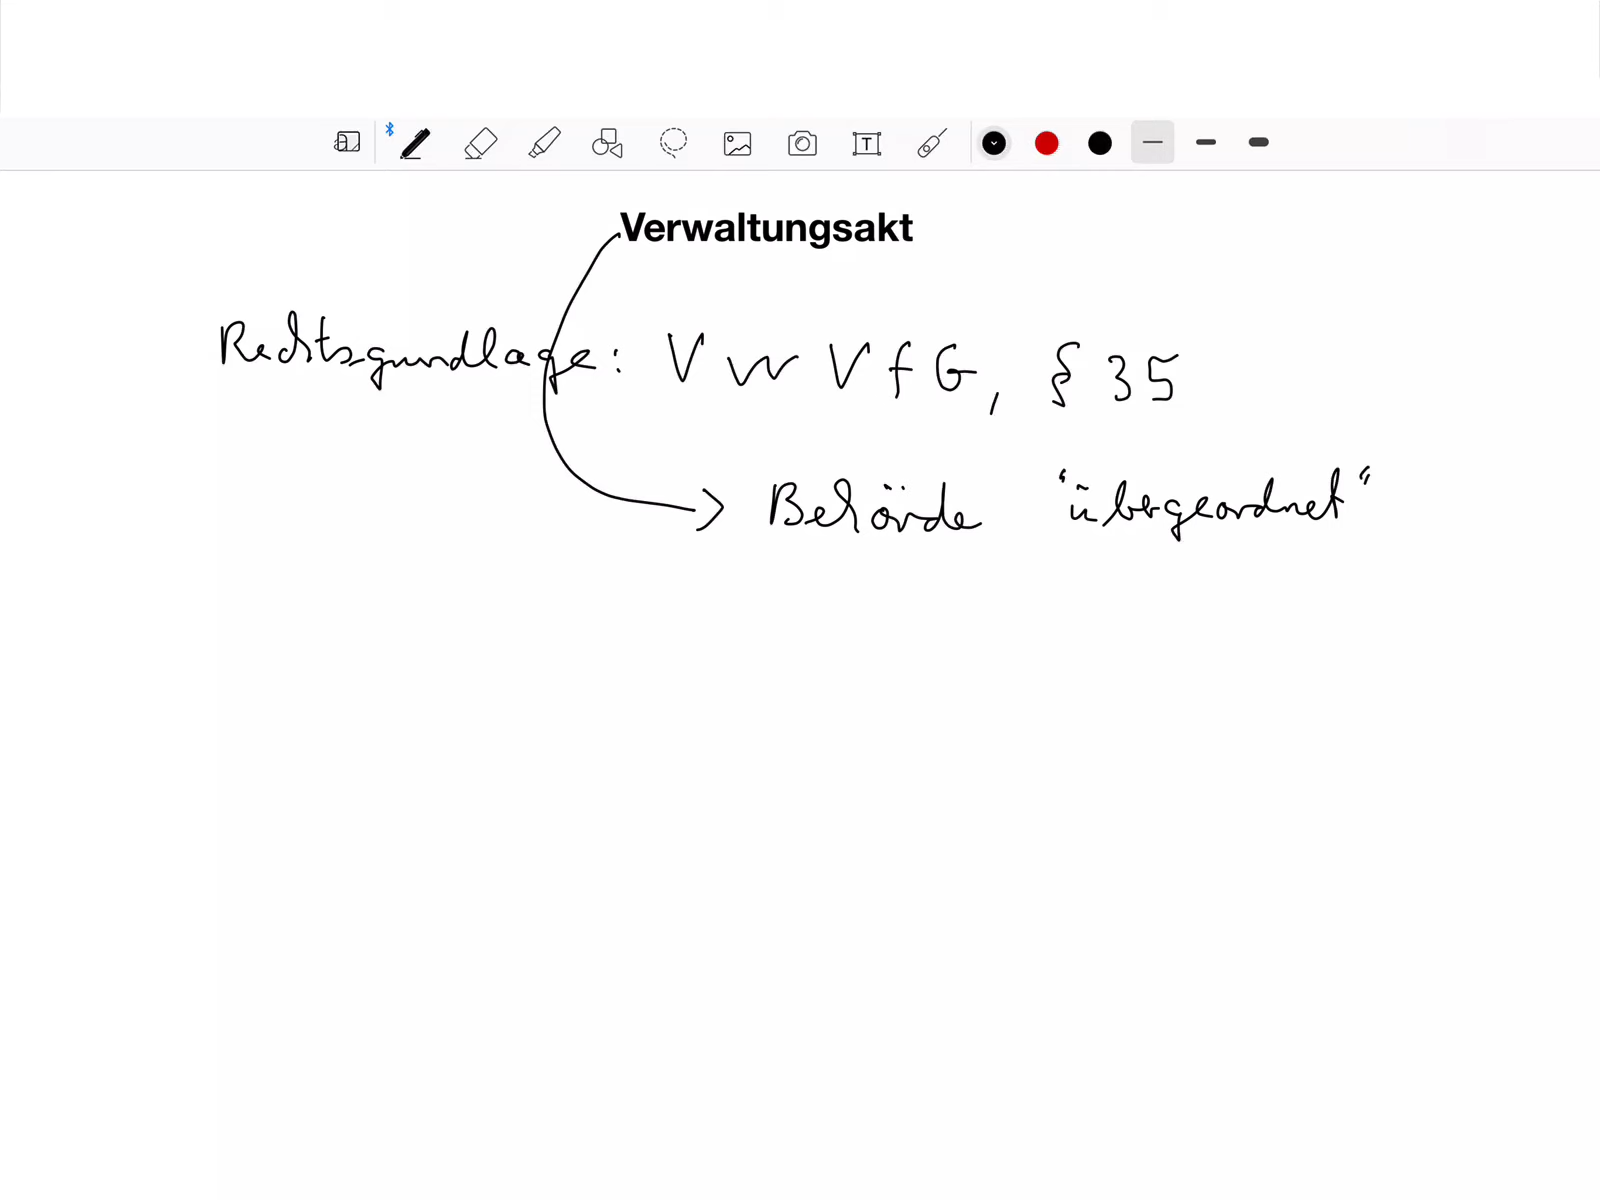 Verwaltungsakt
Rechtsgrundlage: VwVfG, § 35
→ Behörde "übergeordnet"